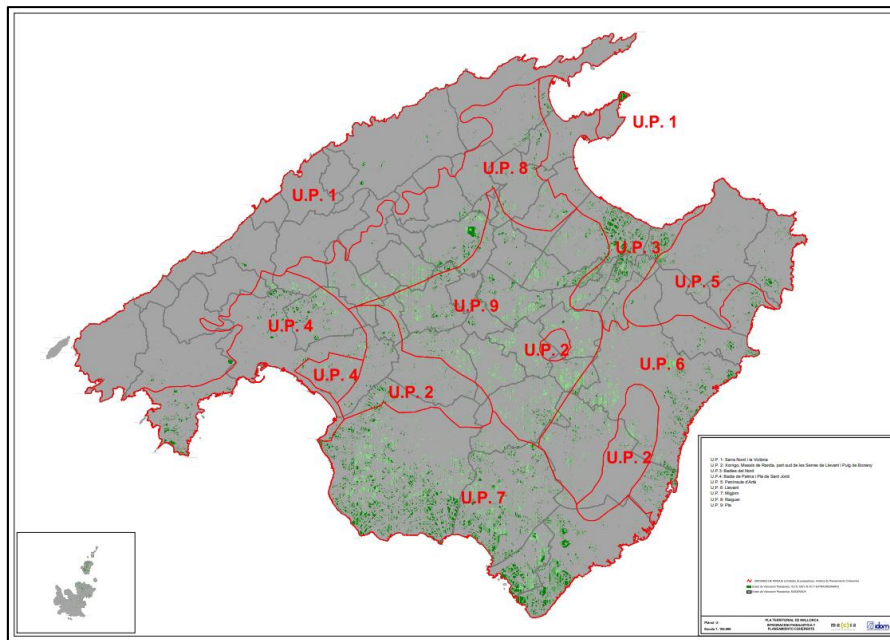 U.P. 1
U.P. 8
U.P. 1
U.P. 3
U.P. 5
U.P. 9
U.P. 4
U.P. 2
U.P. 6
U.P. 4
U.P. 2
U.P. 2
U.P. 7
U.P. 1: Serra Nord i la Victòria
U.P. 2: Xorrigo, Massís de Randa, part sud de les Serres de Llevant i Puig de Bonany
U.P. 3: Badies del Nord
U.P. 4: Badia de Palma i Pla de Sant Jordi
U.P. 5: Península d'Artà
U.P. 6: Llevant
U.P. 7: Migjorn
U.P. 8: Raiguer
U.P. 9: Pla
PLA TERRITORIAL DE MALLORCA
idom